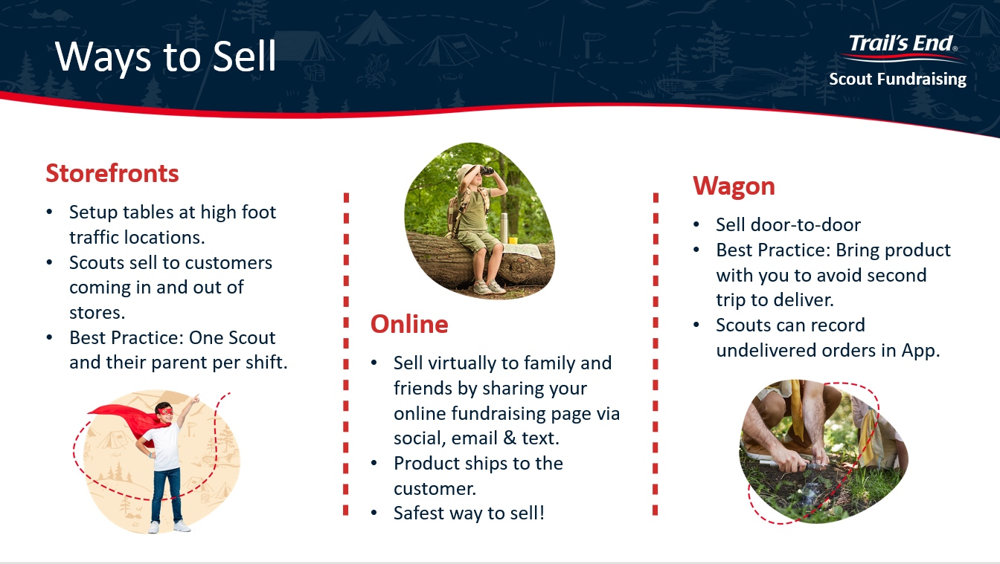 Ways to Sell
Trail's End®
Scout Fundraising
Storefronts
• Setup tables at high foot
traffic locations.
• Scouts sell to customers
coming in and out of
stores.
• Best Practice: One Scout
and their parent per shift.
Online
• Sell virtually to family and
friends by sharing your
online fundraising page via
social, email & text.
• Product ships to the
customer.
• Safest way to sell!
Wagon
• Sell door-to-door
• Best Practice: Bring product
with you to avoid second
trip to deliver.
• Scouts can record
undelivered orders in App.